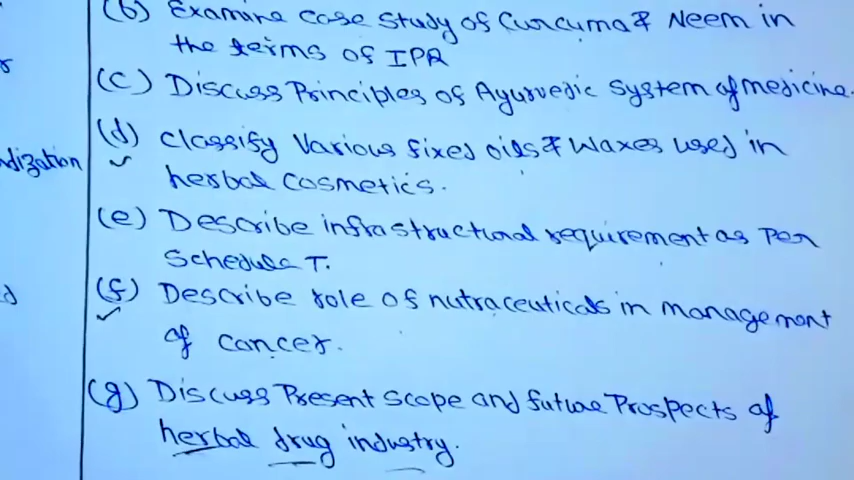 (b) Examine case study of Curcuma & Neem in
the terms of IPR
(c) Discuss Principles of Ayurvedic system of medicine.
(d) Classify Various fixed oils & Waxes used in
dization
herbal cosmetics.
(e) Describe infrastructural requirement as per
Schedule T.
(f) Describe role of nutraceuticals in management
of cancer.
(g) Discuss Present scope and future Prospects of
herbal drug industry.